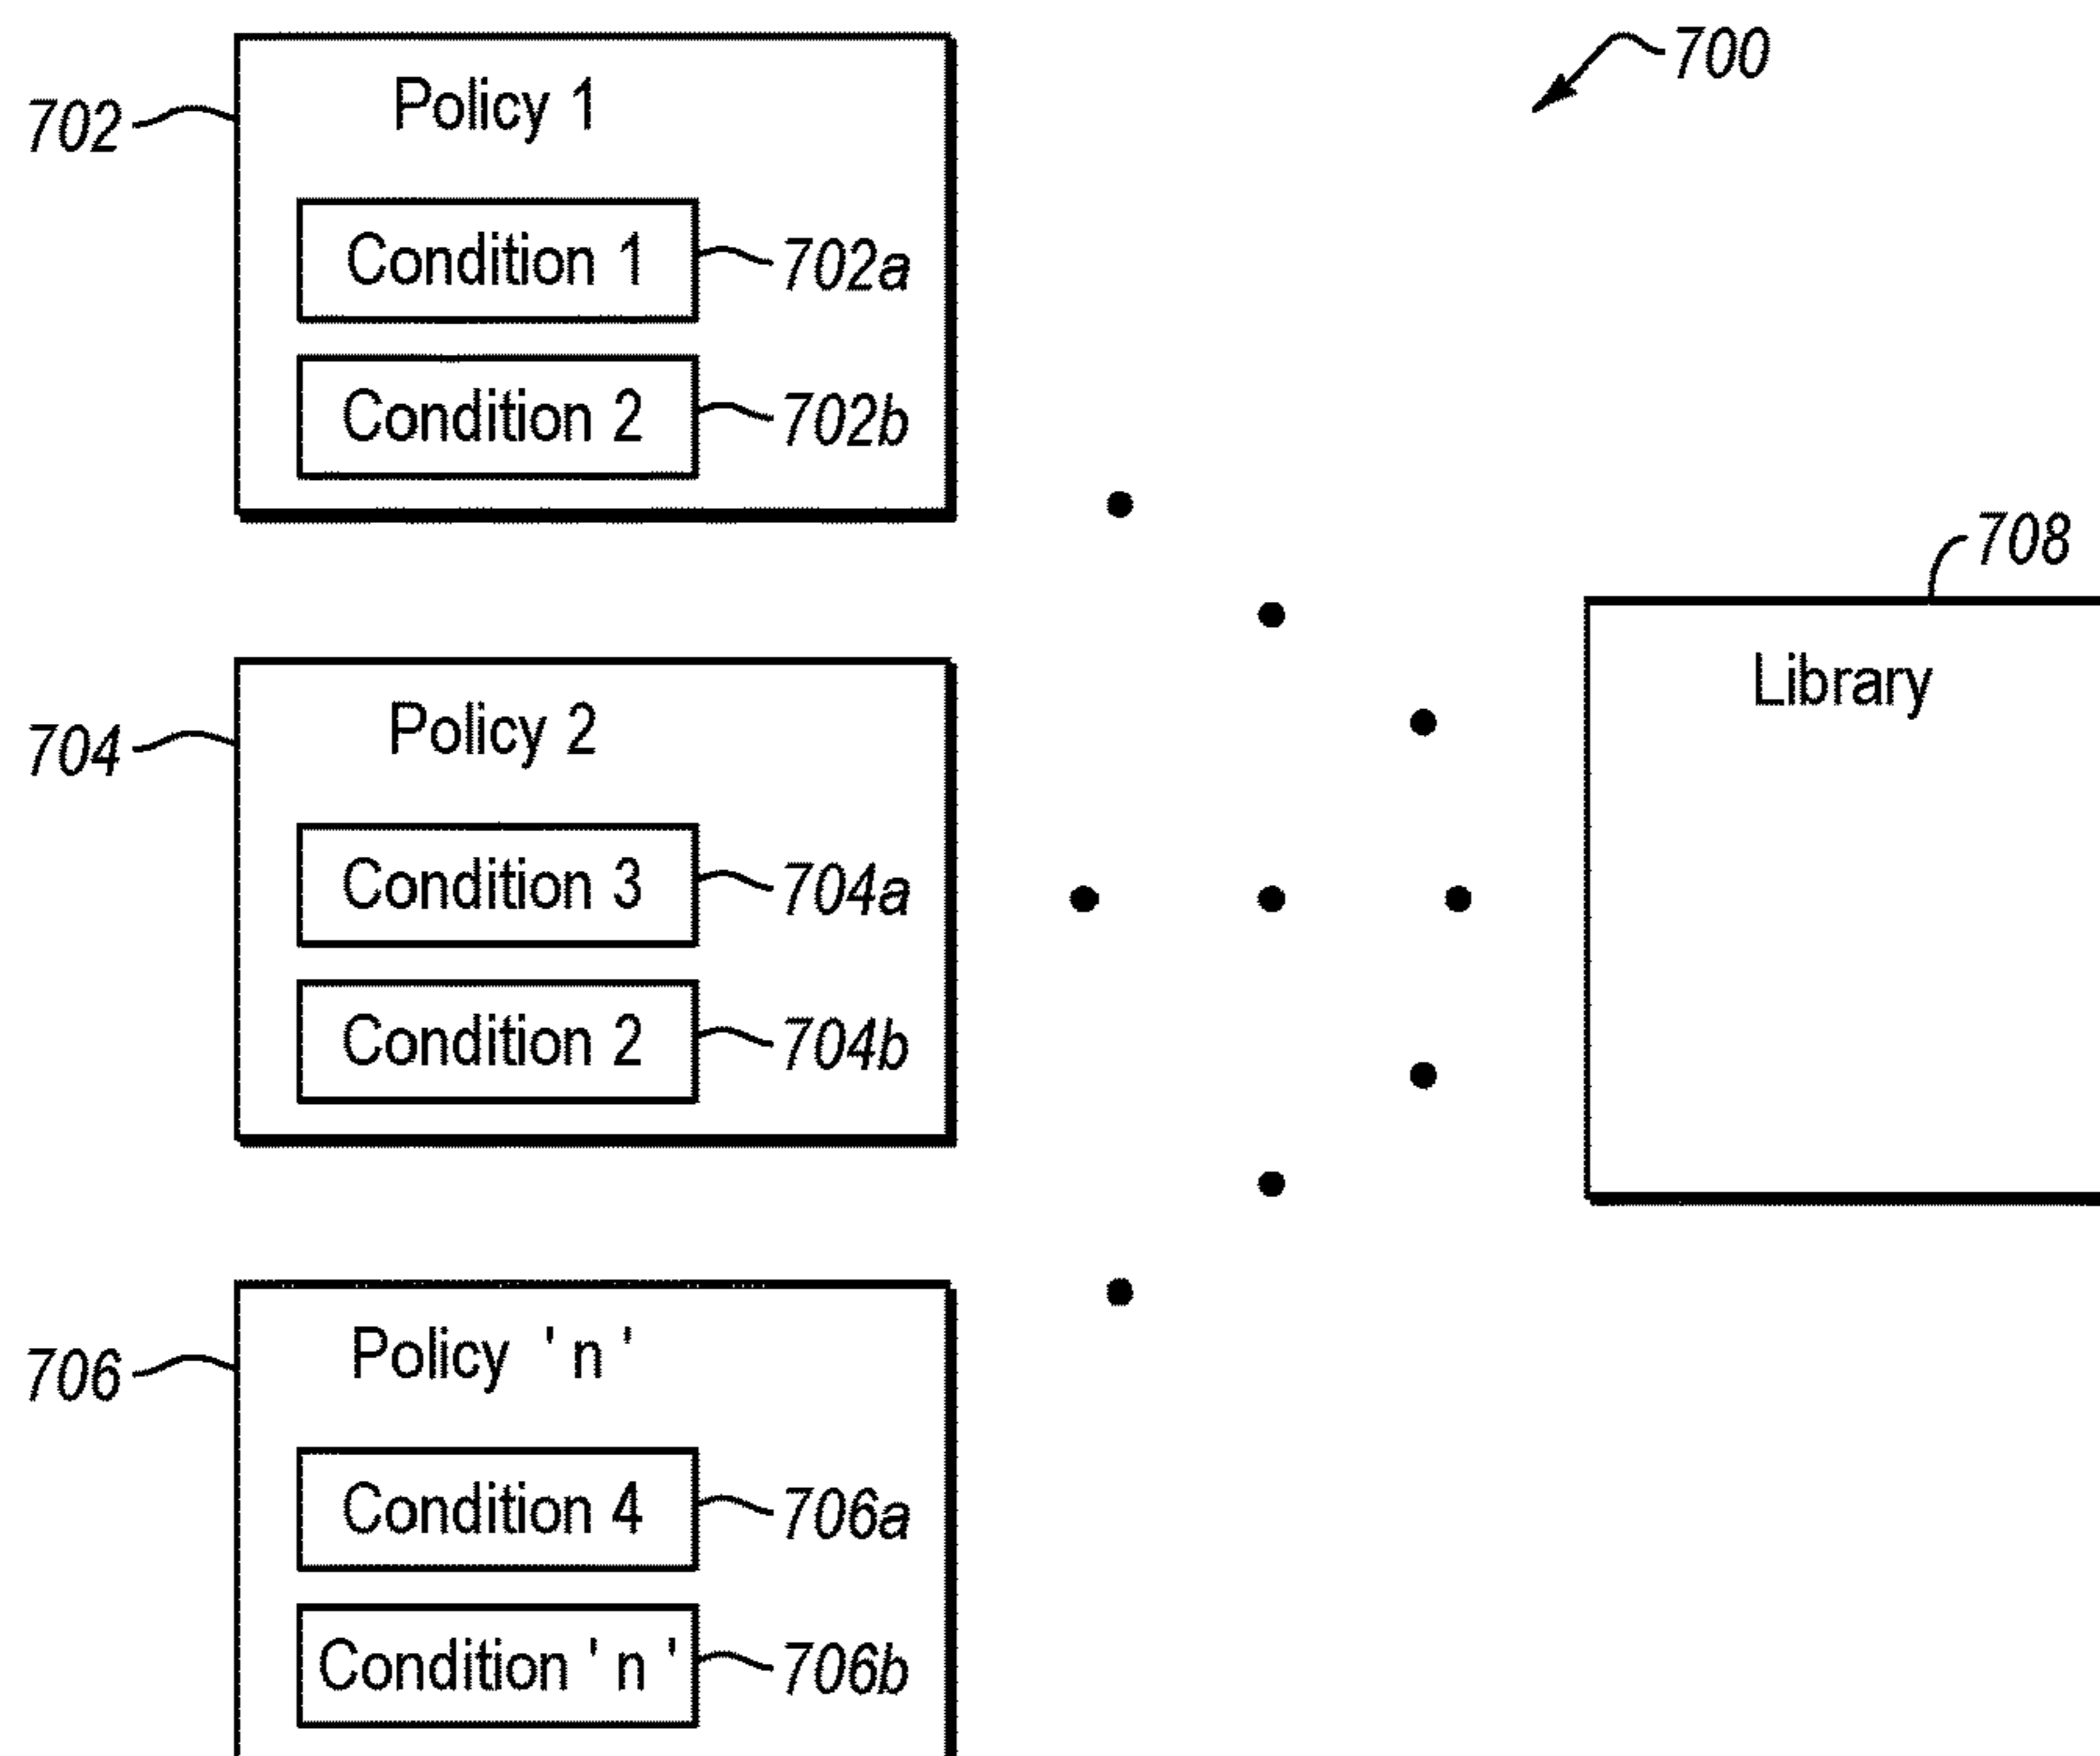 700
702
Policy 1
Condition 1 702a
Condition 2 702b
708
Library
704
Policy 2
Condition 3 704a
Condition 2 704b
706
Policy 'n'
Condition 4 706a
Condition 'n' 706b